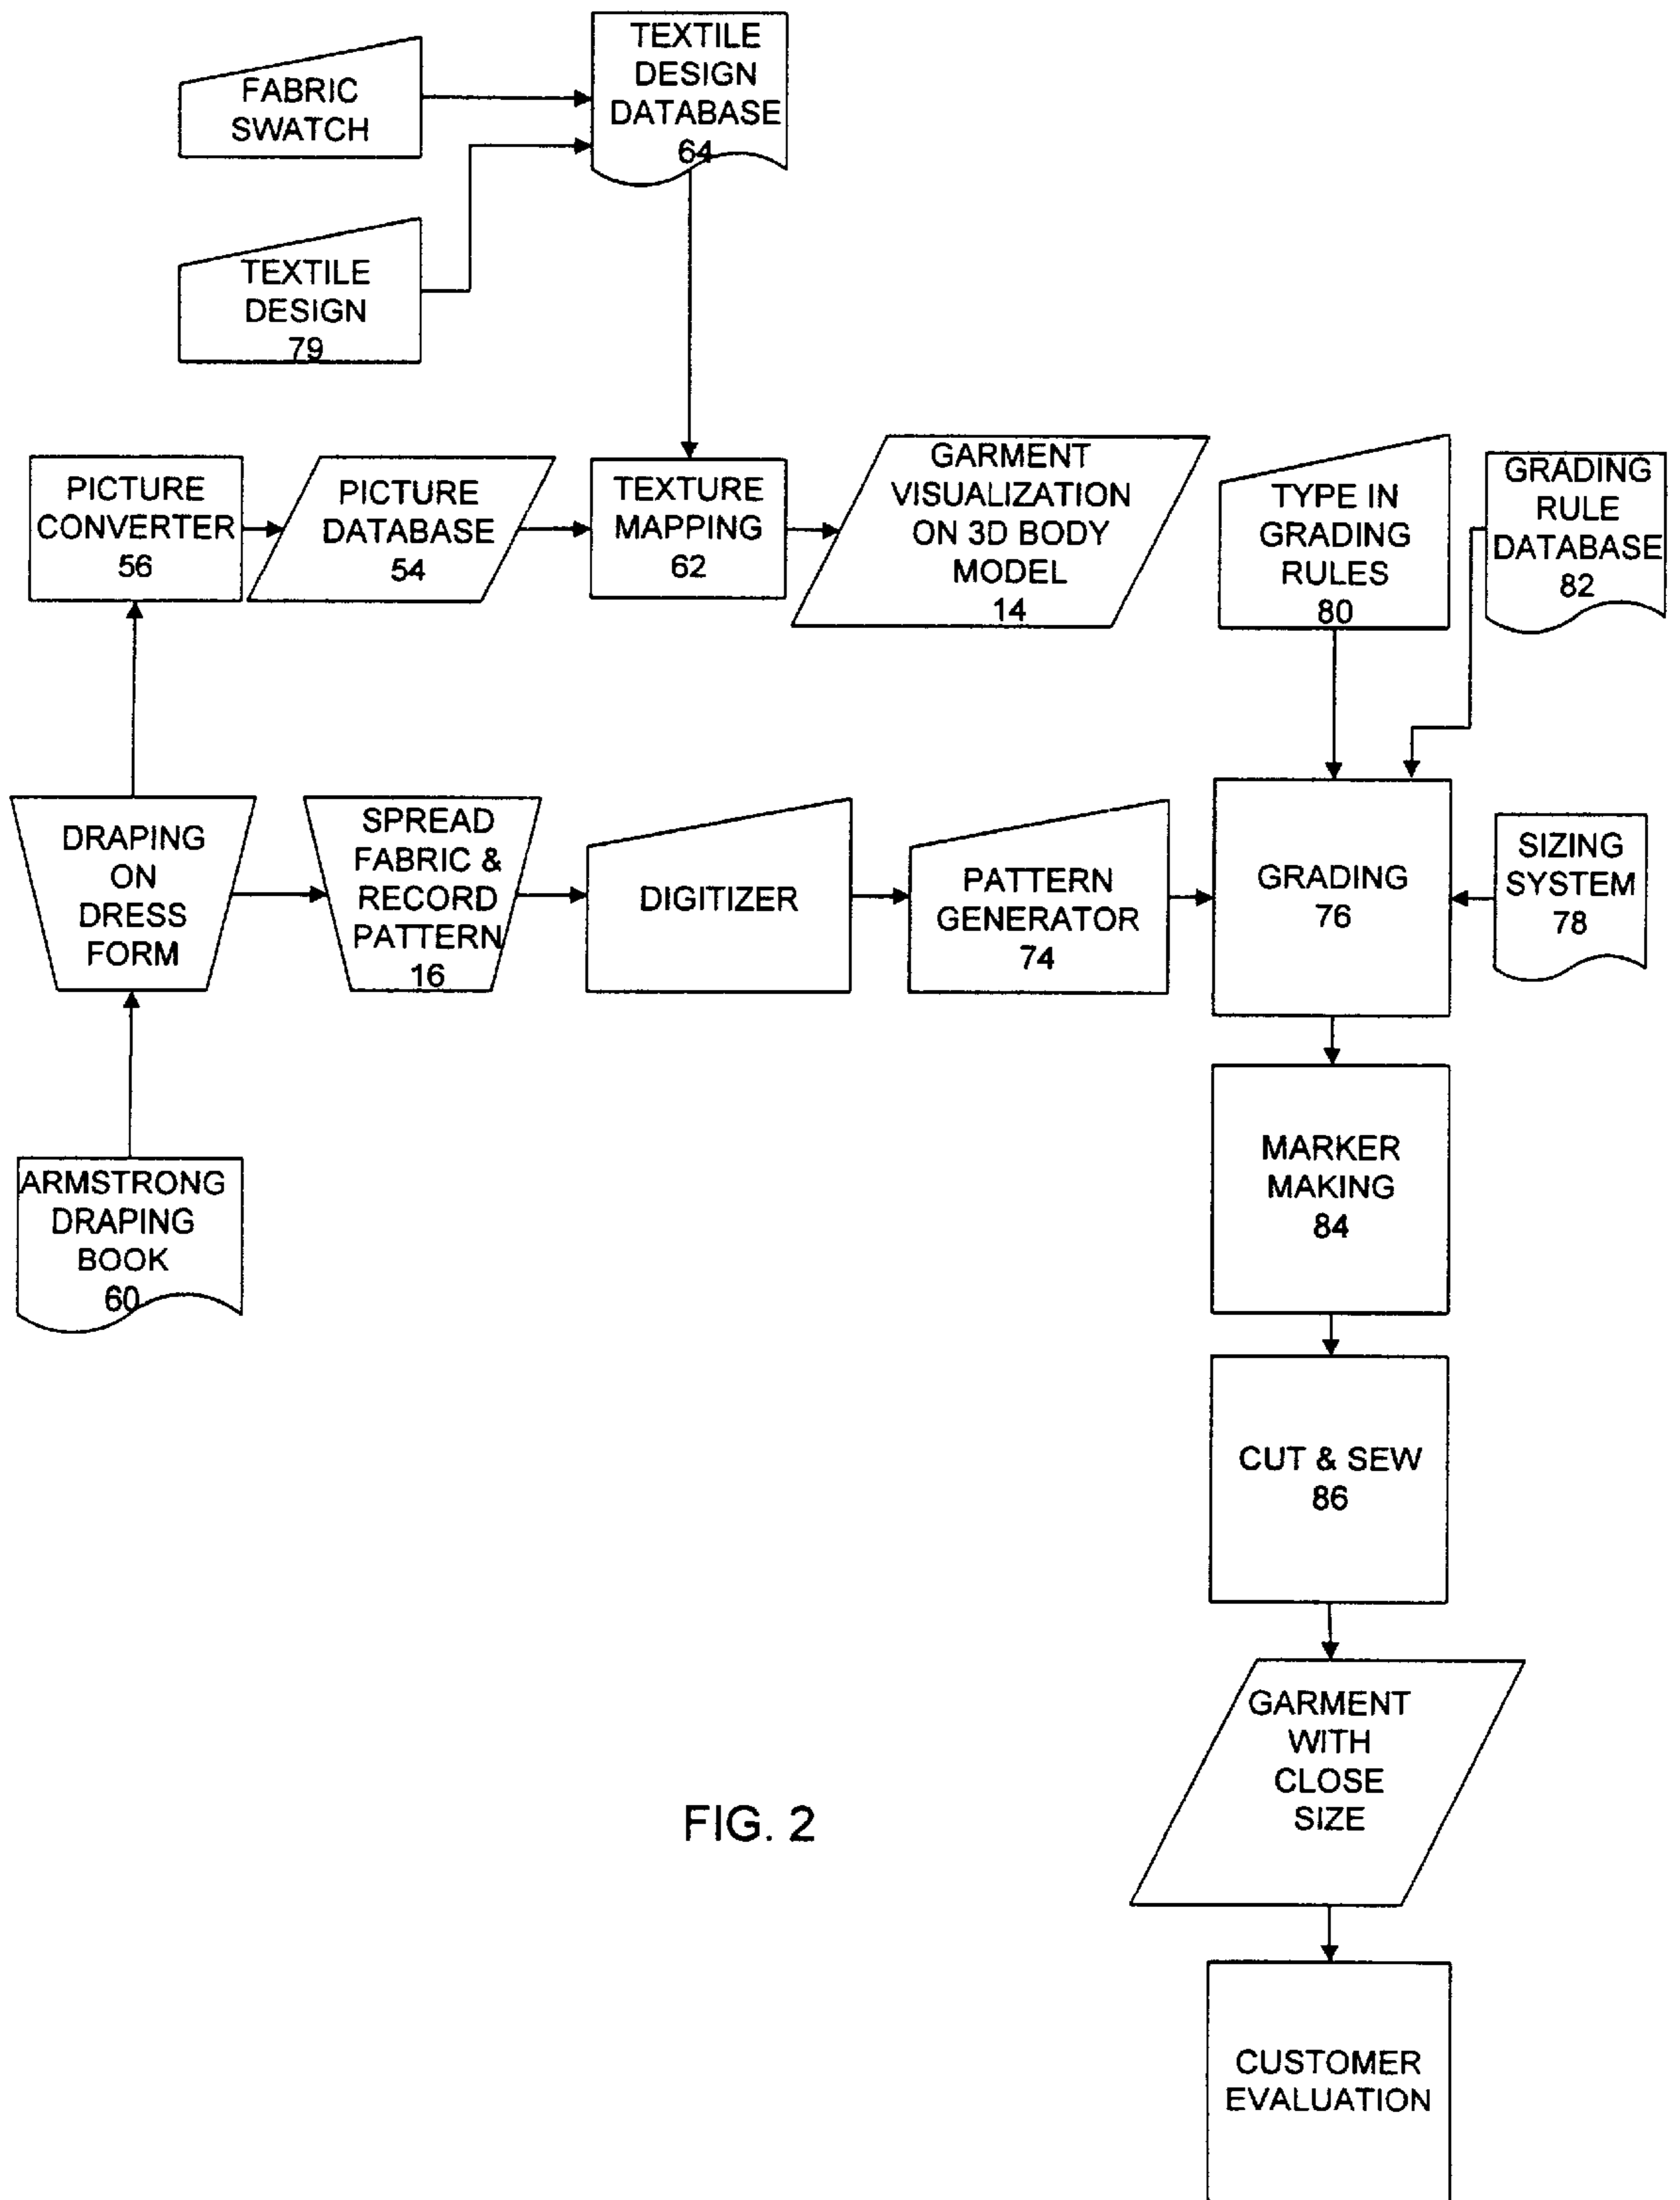 TEXTILE
DESIGN
DATABASE
64
FABRIC
SWATCH
TEXTILE
DESIGN
79
PICTURE
CONVERTER
56
PICTURE
DATABASE
54
TEXTURE
MAPPING
62
GARMENT
VISUALIZATION
ON 3D BODY
MODEL
14
TYPE IN
GRADING
RULES
80
GRADING
RULE
DATABASE
82
DRAPING
ON
DRESS
FORM
SPREAD
FABRIC &
RECORD
PATTERN
16
DIGITIZER
PATTERN
GENERATOR
74
GRADING
76
SIZING
SYSTEM
78
ARMSTRONG
DRAPING
BOOK
60
MARKER
MAKING
84
CUT & SEW
86
GARMENT
WITH
CLOSE
SIZE
FIG. 2
CUSTOMER
EVALUATION